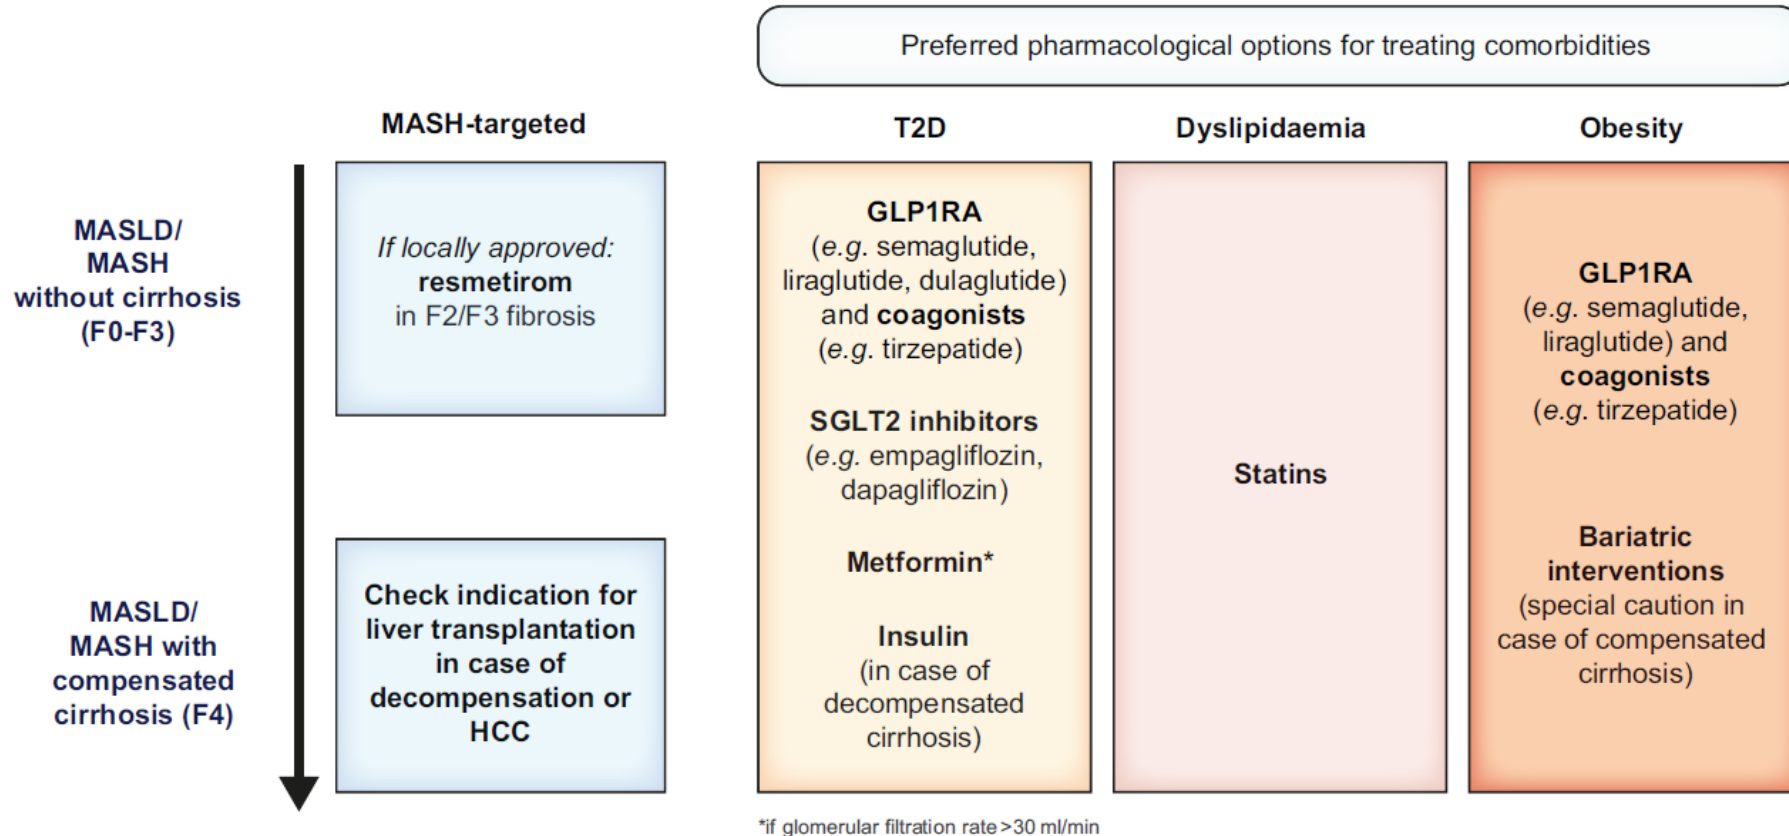 Preferred pharmacological options for treating comorbidities
MASH-targeted
T2D
Dyslipidaemia
Obesity
MASLD/
MASH
without cirrhosis
(F0-F3)
If locally approved:
resmetirom
in F2/F3 fibrosis
GLP1RA
(e.g. semaglutide,
liraglutide, dulaglutide)
and coagonists
(e.g. tirzepatide)
SGLT2 inhibitors
(e.g. empagliflozin,
dapagliflozin)
Metformin*
Insulin
(in case of
decompensated
cirrhosis)
Statins
GLP1RA
(e.g. semaglutide,
liraglutide) and
coagonists
(e.g. tirzepatide)
Bariatric
interventions
(special caution in
case of compensated
cirrhosis)
MASLD/
MASH with
compensated
cirrhosis (F4)
Check indication for
liver transplantation
in case of
decompensation or
HCC
*if glomerular filtration rate >30 ml/min